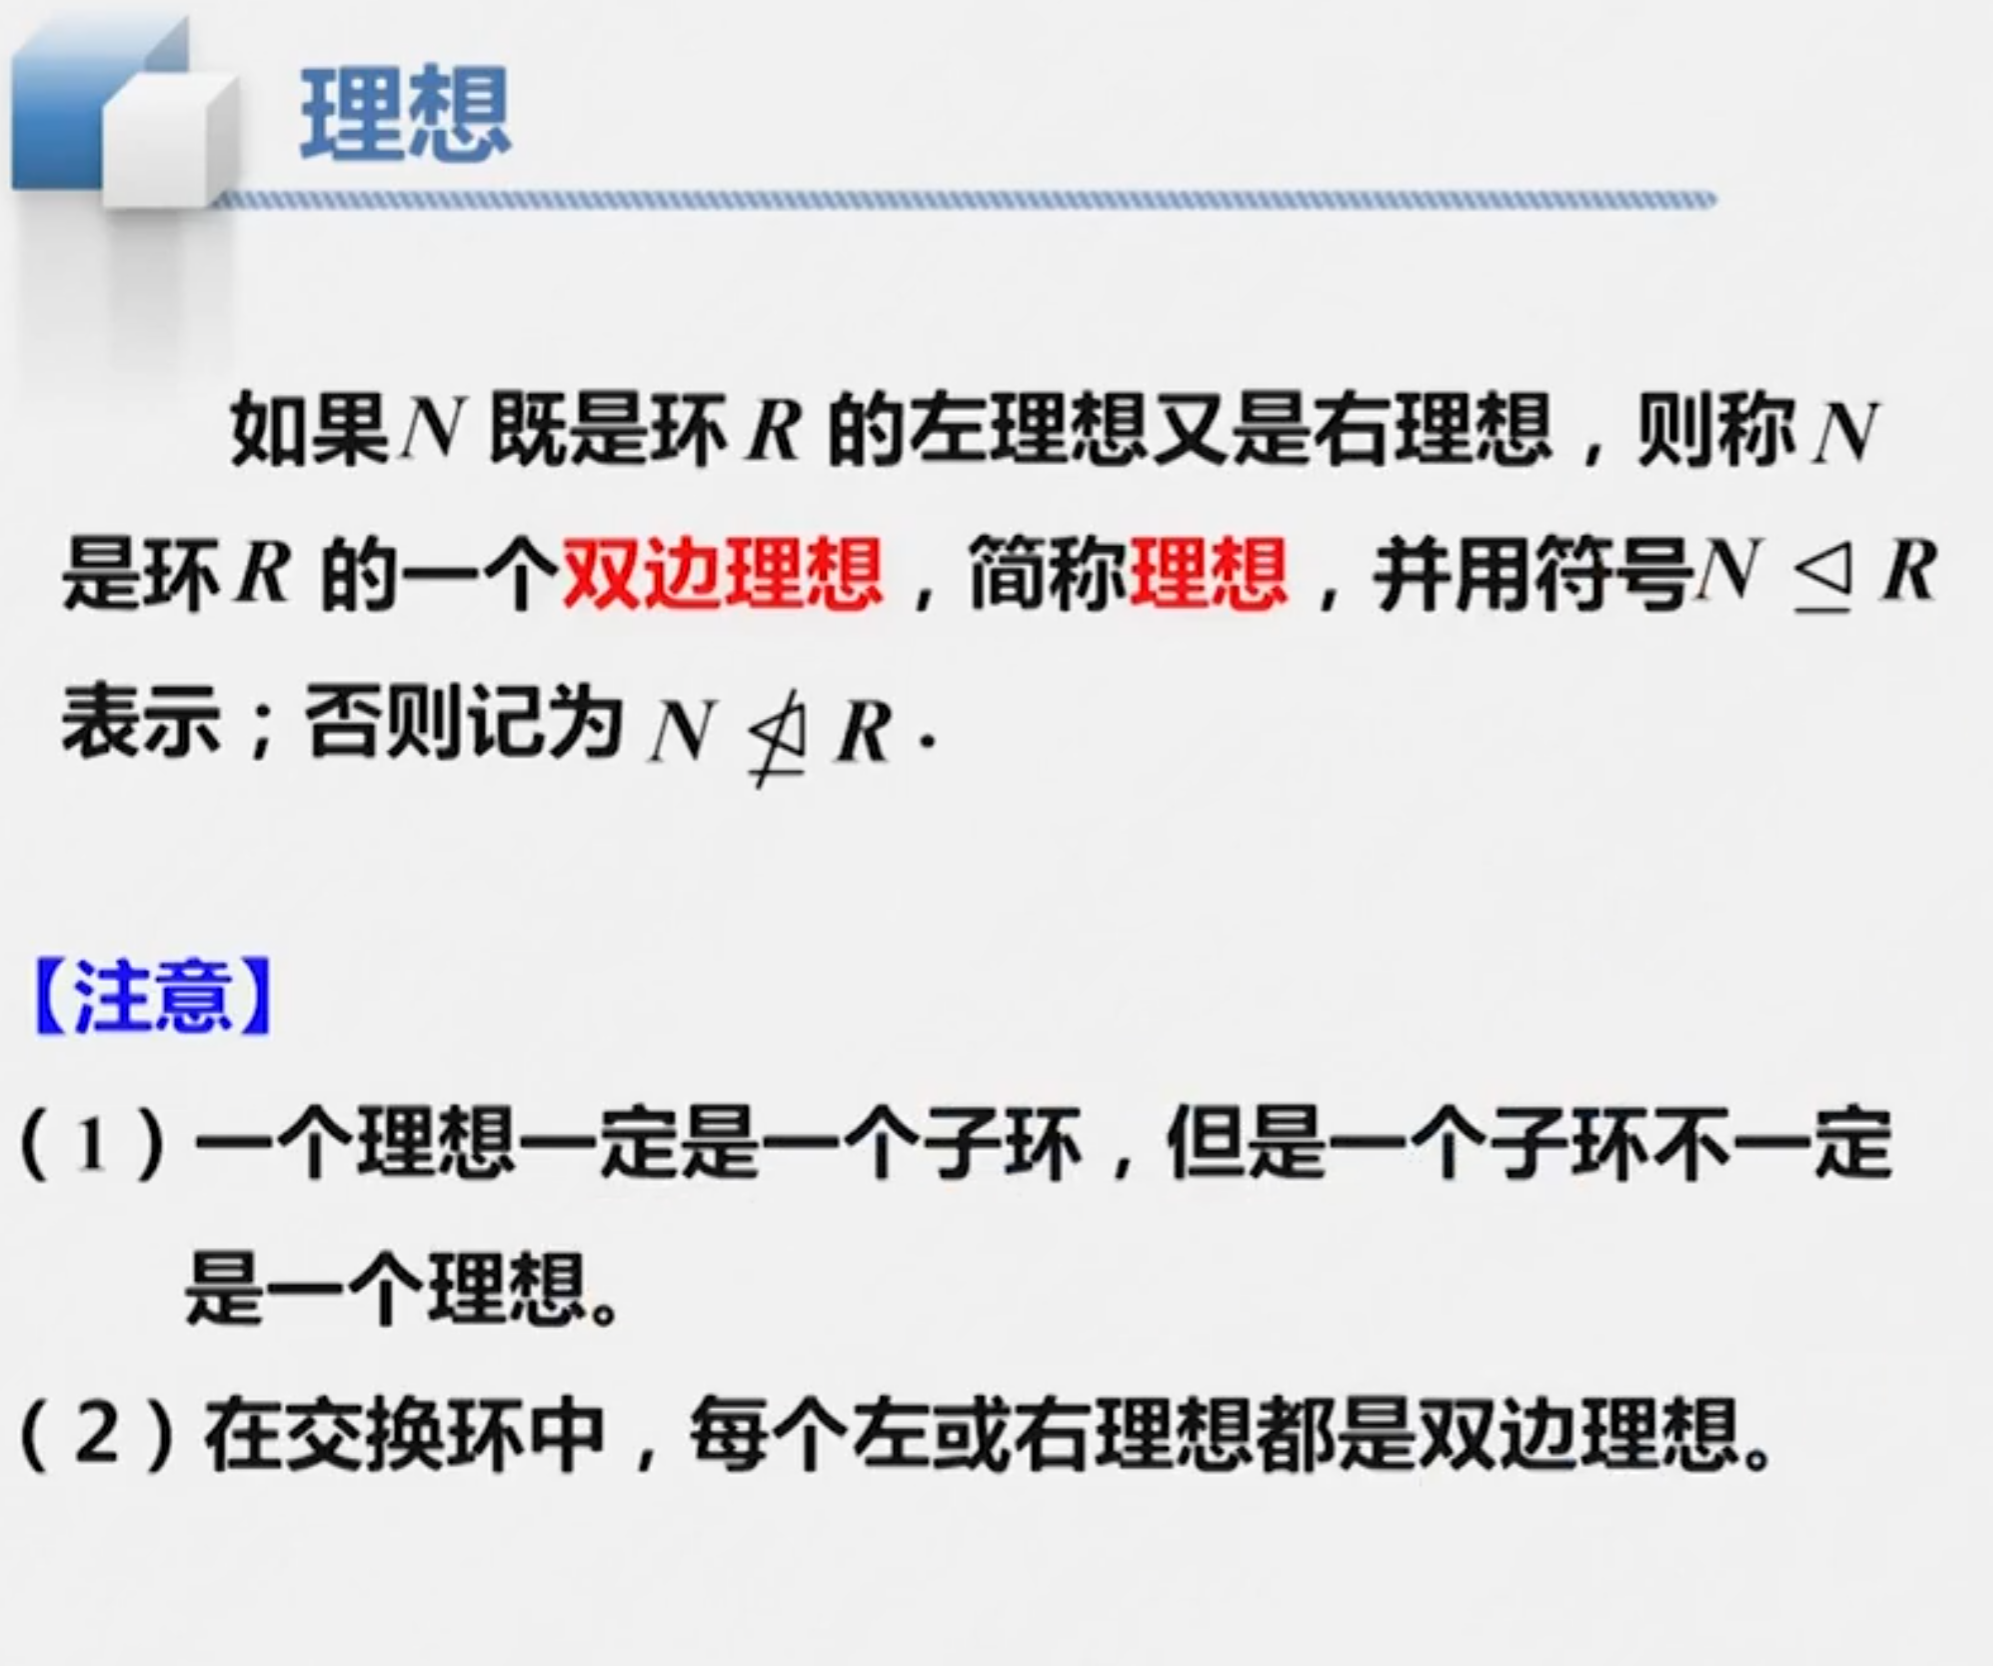 理想
如果 N 既是环 R 的左理想又是右理想，则称 N
是环 R 的一个双边理想，简称理想，并用符号 N ⊴ R
表示；否则记为 N ⋬ R .
【注意】
（1）一个理想一定是一个子环，但是一个子环不一定
是一个理想。
（2）在交换环中，每个左或右理想都是双边理想。